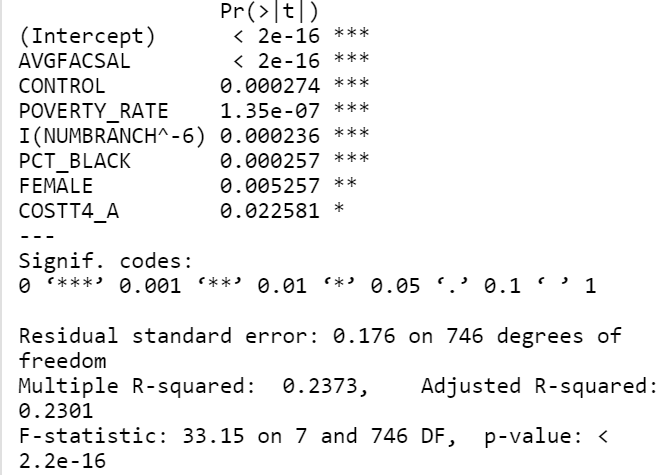 Pr(>|t|)
(Intercept) < 2e-16 ***
AVGFACSAL < 2e-16 ***
CONTROL 0.000274 ***
POVERTY_RATE 1.35e-07 ***
I(NUMBRANCH^-6) 0.000236 ***
PCT_BLACK 0.000257 ***
FEMALE 0.005257 **
COSTT4_A 0.022581 *
---
Signif. codes:
0 ‘***’ 0.001 ‘**’ 0.01 ‘*’ 0.05 ‘.’ 0.1 ‘ ’ 1
Residual standard error: 0.176 on 746 degrees of
freedom
Multiple R-squared: 0.2373, Adjusted R-squared:
0.2301
F-statistic: 33.15 on 7 and 746 DF, p-value: <
2.2e-16